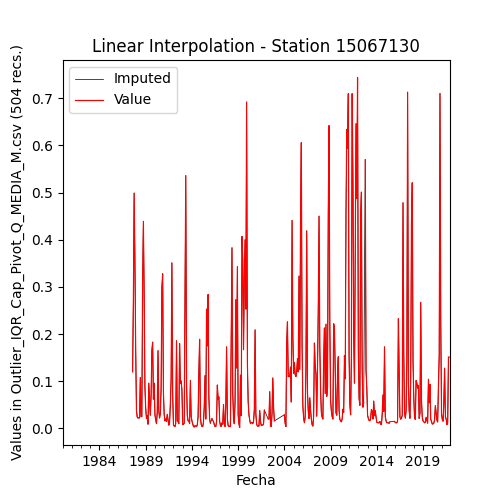 Linear Interpolation - Station 15067130
Imputed
Value
Values in Outlier_IQR_Cap_Pivot_Q_MEDIA_M.csv (504 recs.)
0.7
0.6
0.5
0.4
0.3
0.2
0.1
0.0
1984 1989 1994 1999 2004 2009 2014 2019
Fecha